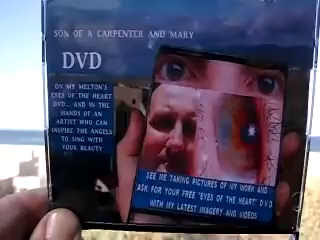 SON OF A CARPENTER AND MARY
DVD
ON MY MELTON'S
EYES OF THE HEART
DVD... AND IN THE
HANDS OF AN
ARTIST WHO CAN
INSPIRE THE ANGELS
TO SING WITH
YOUR BEAUTY
SEE ME TAKING PICTURES OF MY WORK AND
ASK FOR YOUR FREE "EYES OF THE HEART" DVD
WITH MY LATEST IMAGERY AND VIDEOS